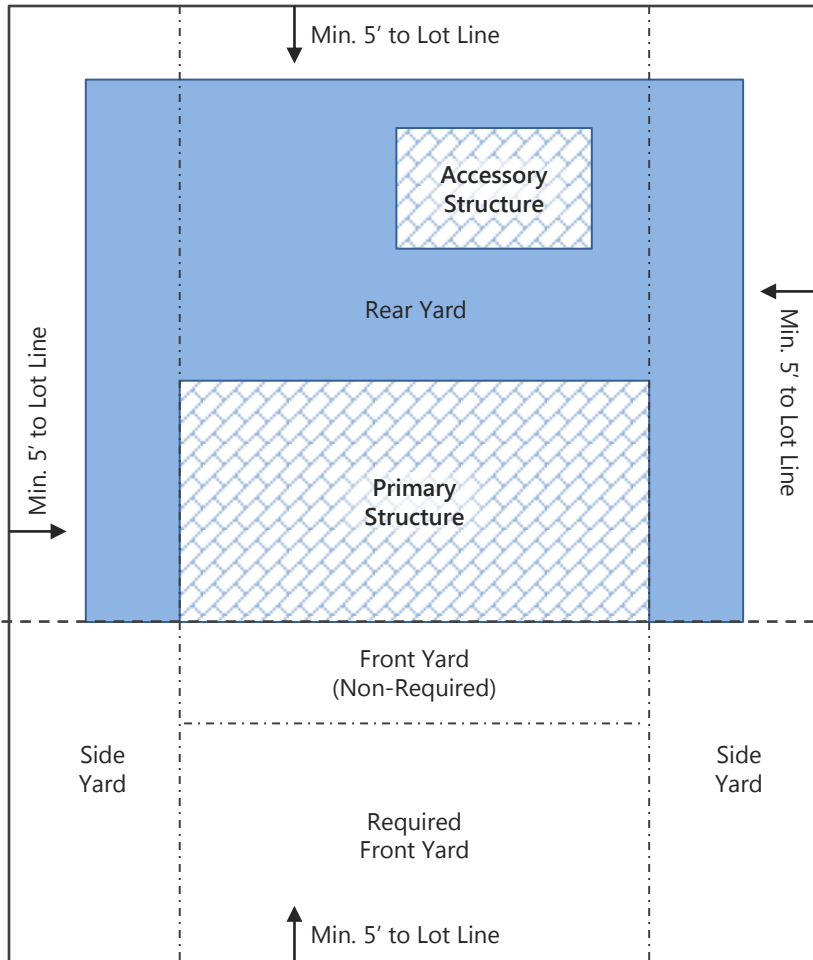 Min. 5’ to Lot Line
Accessory
Structure
Rear Yard
Min. 5’ to Lot Line
Min. 5’ to Lot Line
Primary
Structure
Front Yard
(Non-Required)
Side
Yard
Side
Yard
Required
Front Yard
Min. 5’ to Lot Line